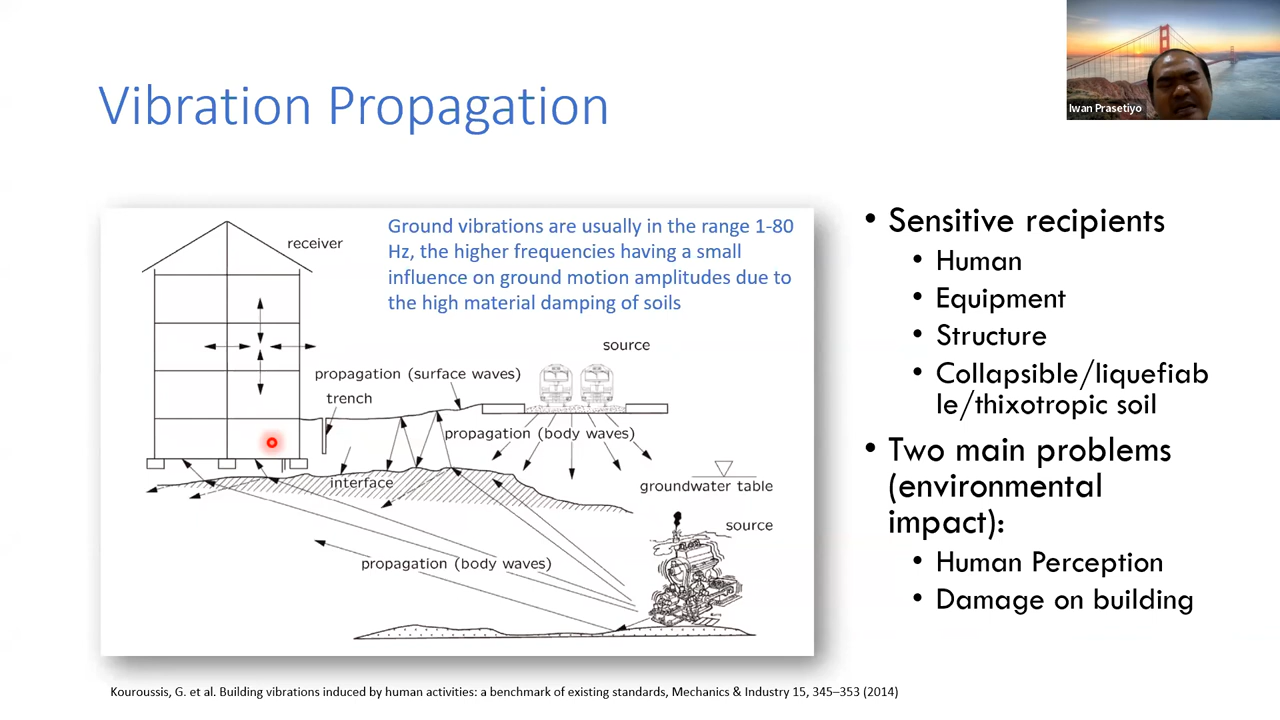 Vibration Propagation
Iwan Prasetiyo
Ground vibrations are usually in the range 1-80
Hz, the higher frequencies having a small
influence on ground motion amplitudes due to
the high material damping of soils
receiver
source
propagation (surface waves)
trench
propagation (body waves)
interface
groundwater table
source
propagation (body waves)
• Sensitive recipients
• Human
• Equipment
• Structure
• Collapsible/liquefiab
le/thixotropic soil
• Two main problems
(environmental
impact):
• Human Perception
• Damage on building
Kouroussis, G. et al. Building vibrations induced by human activities: a benchmark of existing standards, Mechanics & Industry 15, 345–353 (2014)